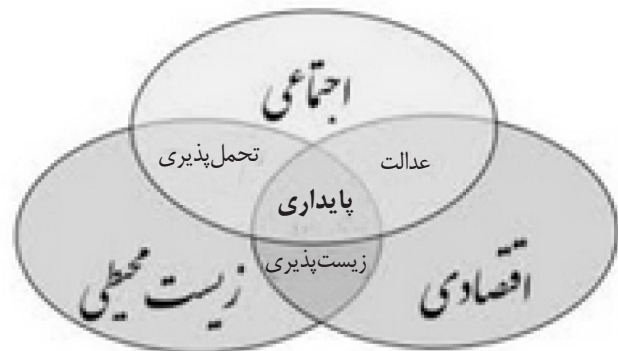 اجتماعی
عدالت
تحمل‌پذیری
پایداری
زیست‌پذیری
اقتصادی
زیست محیطی